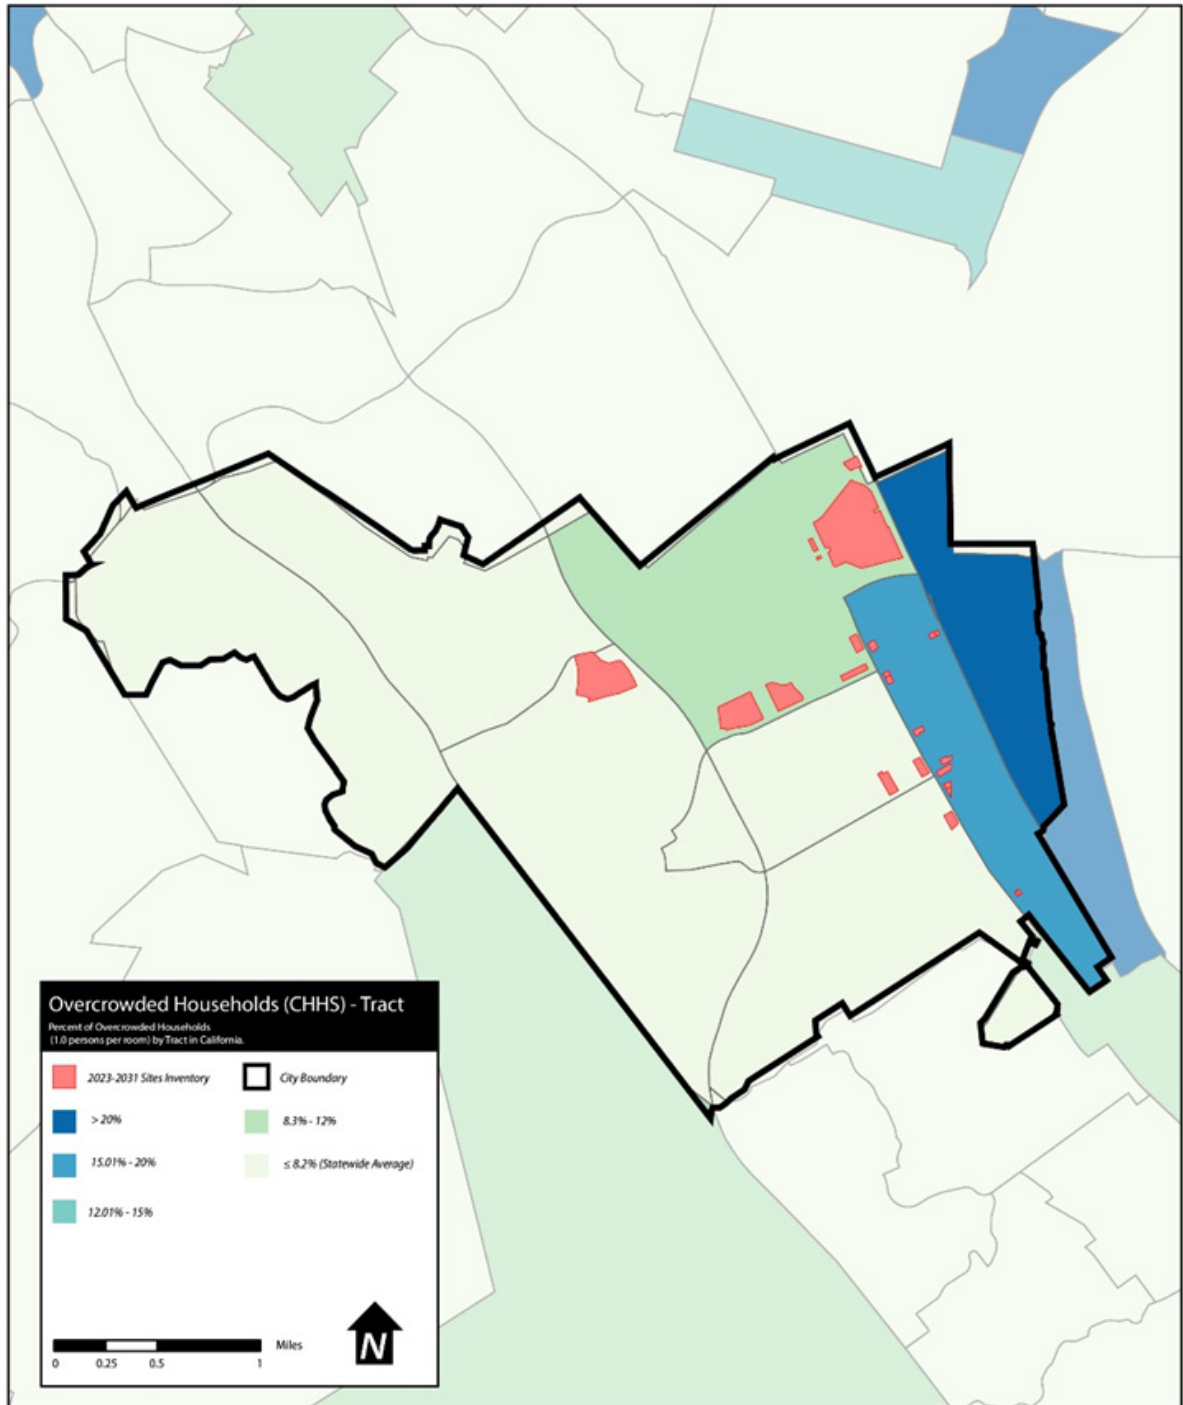 Overcrowded Households (CHHS) - Tract
Percent of Overcrowded Households
(1.0 persons per room) by Tract in California.
2023-2031 Sites Inventory
City Boundary
> 20%
8.3% - 12%
15.01% - 20%
≤ 8.2% (Statewide Average)
12.01% - 15%
N
Miles
0 0.25 0.5 1